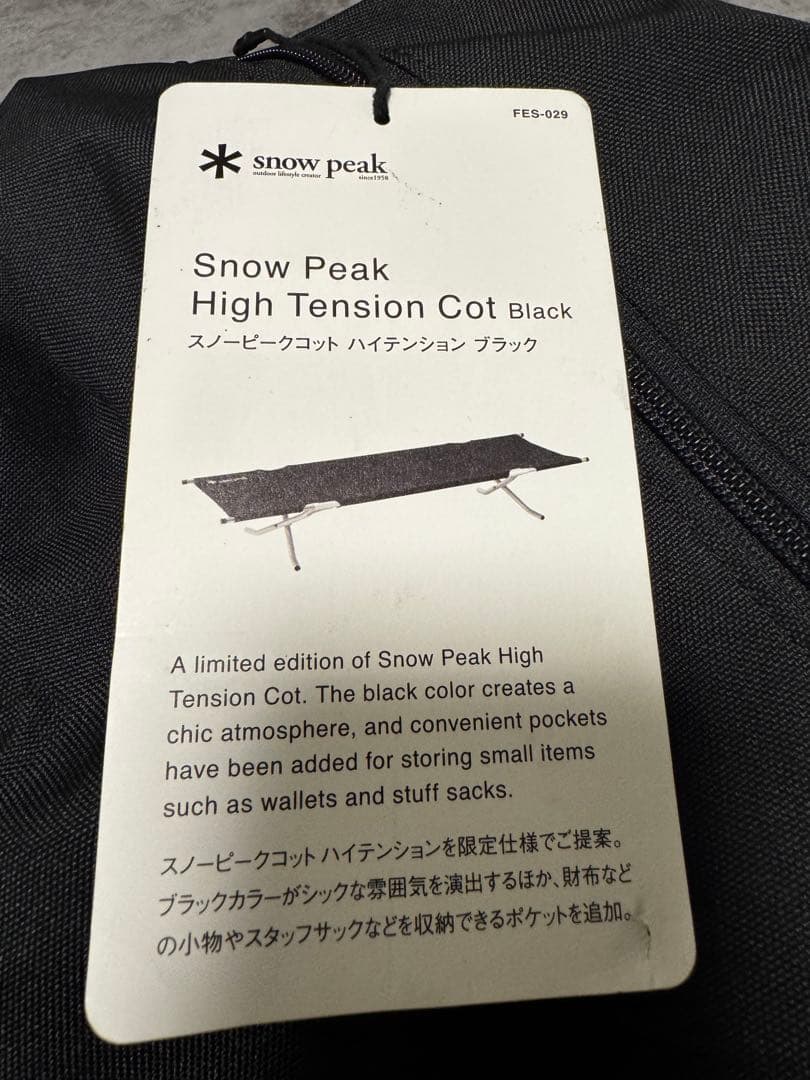 FES-029
snow peak
outdoor lifestyle creator since1958
Snow Peak
High Tension Cot Black
スノーピークコット ハイテンション ブラック
A limited edition of Snow Peak High
Tension Cot. The black color creates a
chic atmosphere, and convenient pockets
have been added for storing small items
such as wallets and stuff sacks.
スノーピークコット ハイテンションを限定仕様でご提案。
ブラックカラーがシックな雰囲気を演出するほか、財布など
の小物やスタッフサックなどを収納できるポケットを追加。